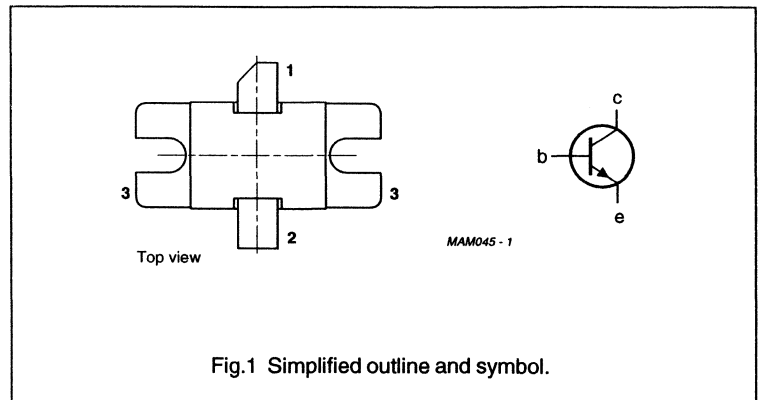 1
c
b
3
3
e
2
MAM045 - 1
Top view
Fig.1 Simplified outline and symbol.